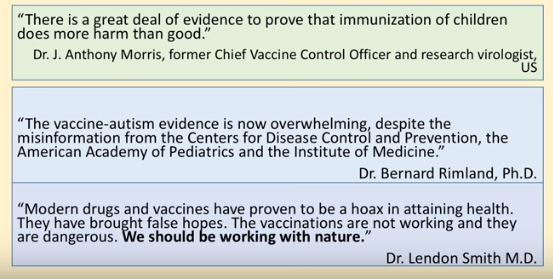 “There is a great deal of evidence to prove that immunization of children
does more harm than good.”
Dr. J. Anthony Morris, former Chief Vaccine Control Officer and research virologist,
US
“The vaccine-autism evidence is now overwhelming, despite the
misinformation from the Centers for Disease Control and Prevention, the
American Academy of Pediatrics and the Institute of Medicine.”
Dr. Bernard Rimland, Ph.D.
“Modern drugs and vaccines have proven to be a hoax in attaining health.
They have brought false hopes. The vaccinations are not working and they
are dangerous. We should be working with nature.”
Dr. Lendon Smith M.D.